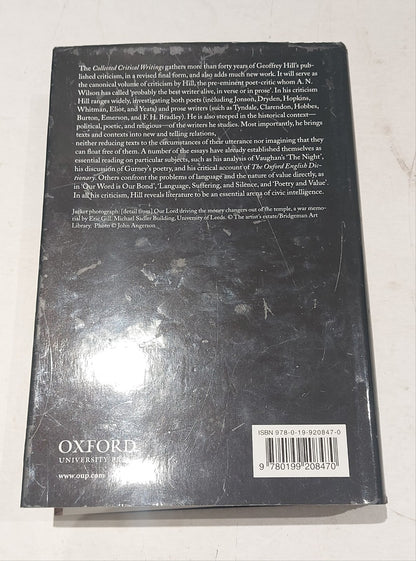 The Collected Critical Writings gathers more than forty years of Geoffrey Hill's pub-
lished criticism, in a revised final form, and also adds much new work. It will serve as
the canonical volume of criticism by Hill, the pre-eminent poet-critic whom A. N.
Wilson has called 'probably the best writer alive, in verse or in prose'. In his criticism
Hill ranges widely, investigating both poets (including Jonson, Dryden, Hopkins,
Whitman, Eliot, and Yeats) and prose writers (such as Tyndale, Clarendon, Hobbes,
Burton, Emerson, and F. H. Bradley). He is also steeped in the historical context—
political, poetic, and religious—of the writers he studies. Most importantly, he brings
texts and contexts into new and telling relations,
neither reducing texts to the circumstances of their utterance nor imagining that they
can float free of them. A number of the essays have already established themselves as
essential reading on particular subjects, such as his analysis of Vaughan's 'The Night',
his discussion of Gurney's poetry, and his critical account of The Oxford English Dic-
tionary. Others confront the problems of language and the nature of value directly, as
in 'Our Word is Our Bond', 'Language, Suffering, and Silence', and 'Poetry and Value'.
In all his criticism, Hill reveals literature to be an essential arena of civic intelligence.
Jacket photograph: [detail from] Our Lord driving the money changers out of the temple, a war memo-
rial by Eric Gill. Michael Sadler Building, University of Leeds. © The artist's estate/Bridgeman Art
Library. Photo © John Angerson.
ISBN 978-0-19-920847-0
OXFORD
UNIVERSITY
www.oup.com
9 780199 208470